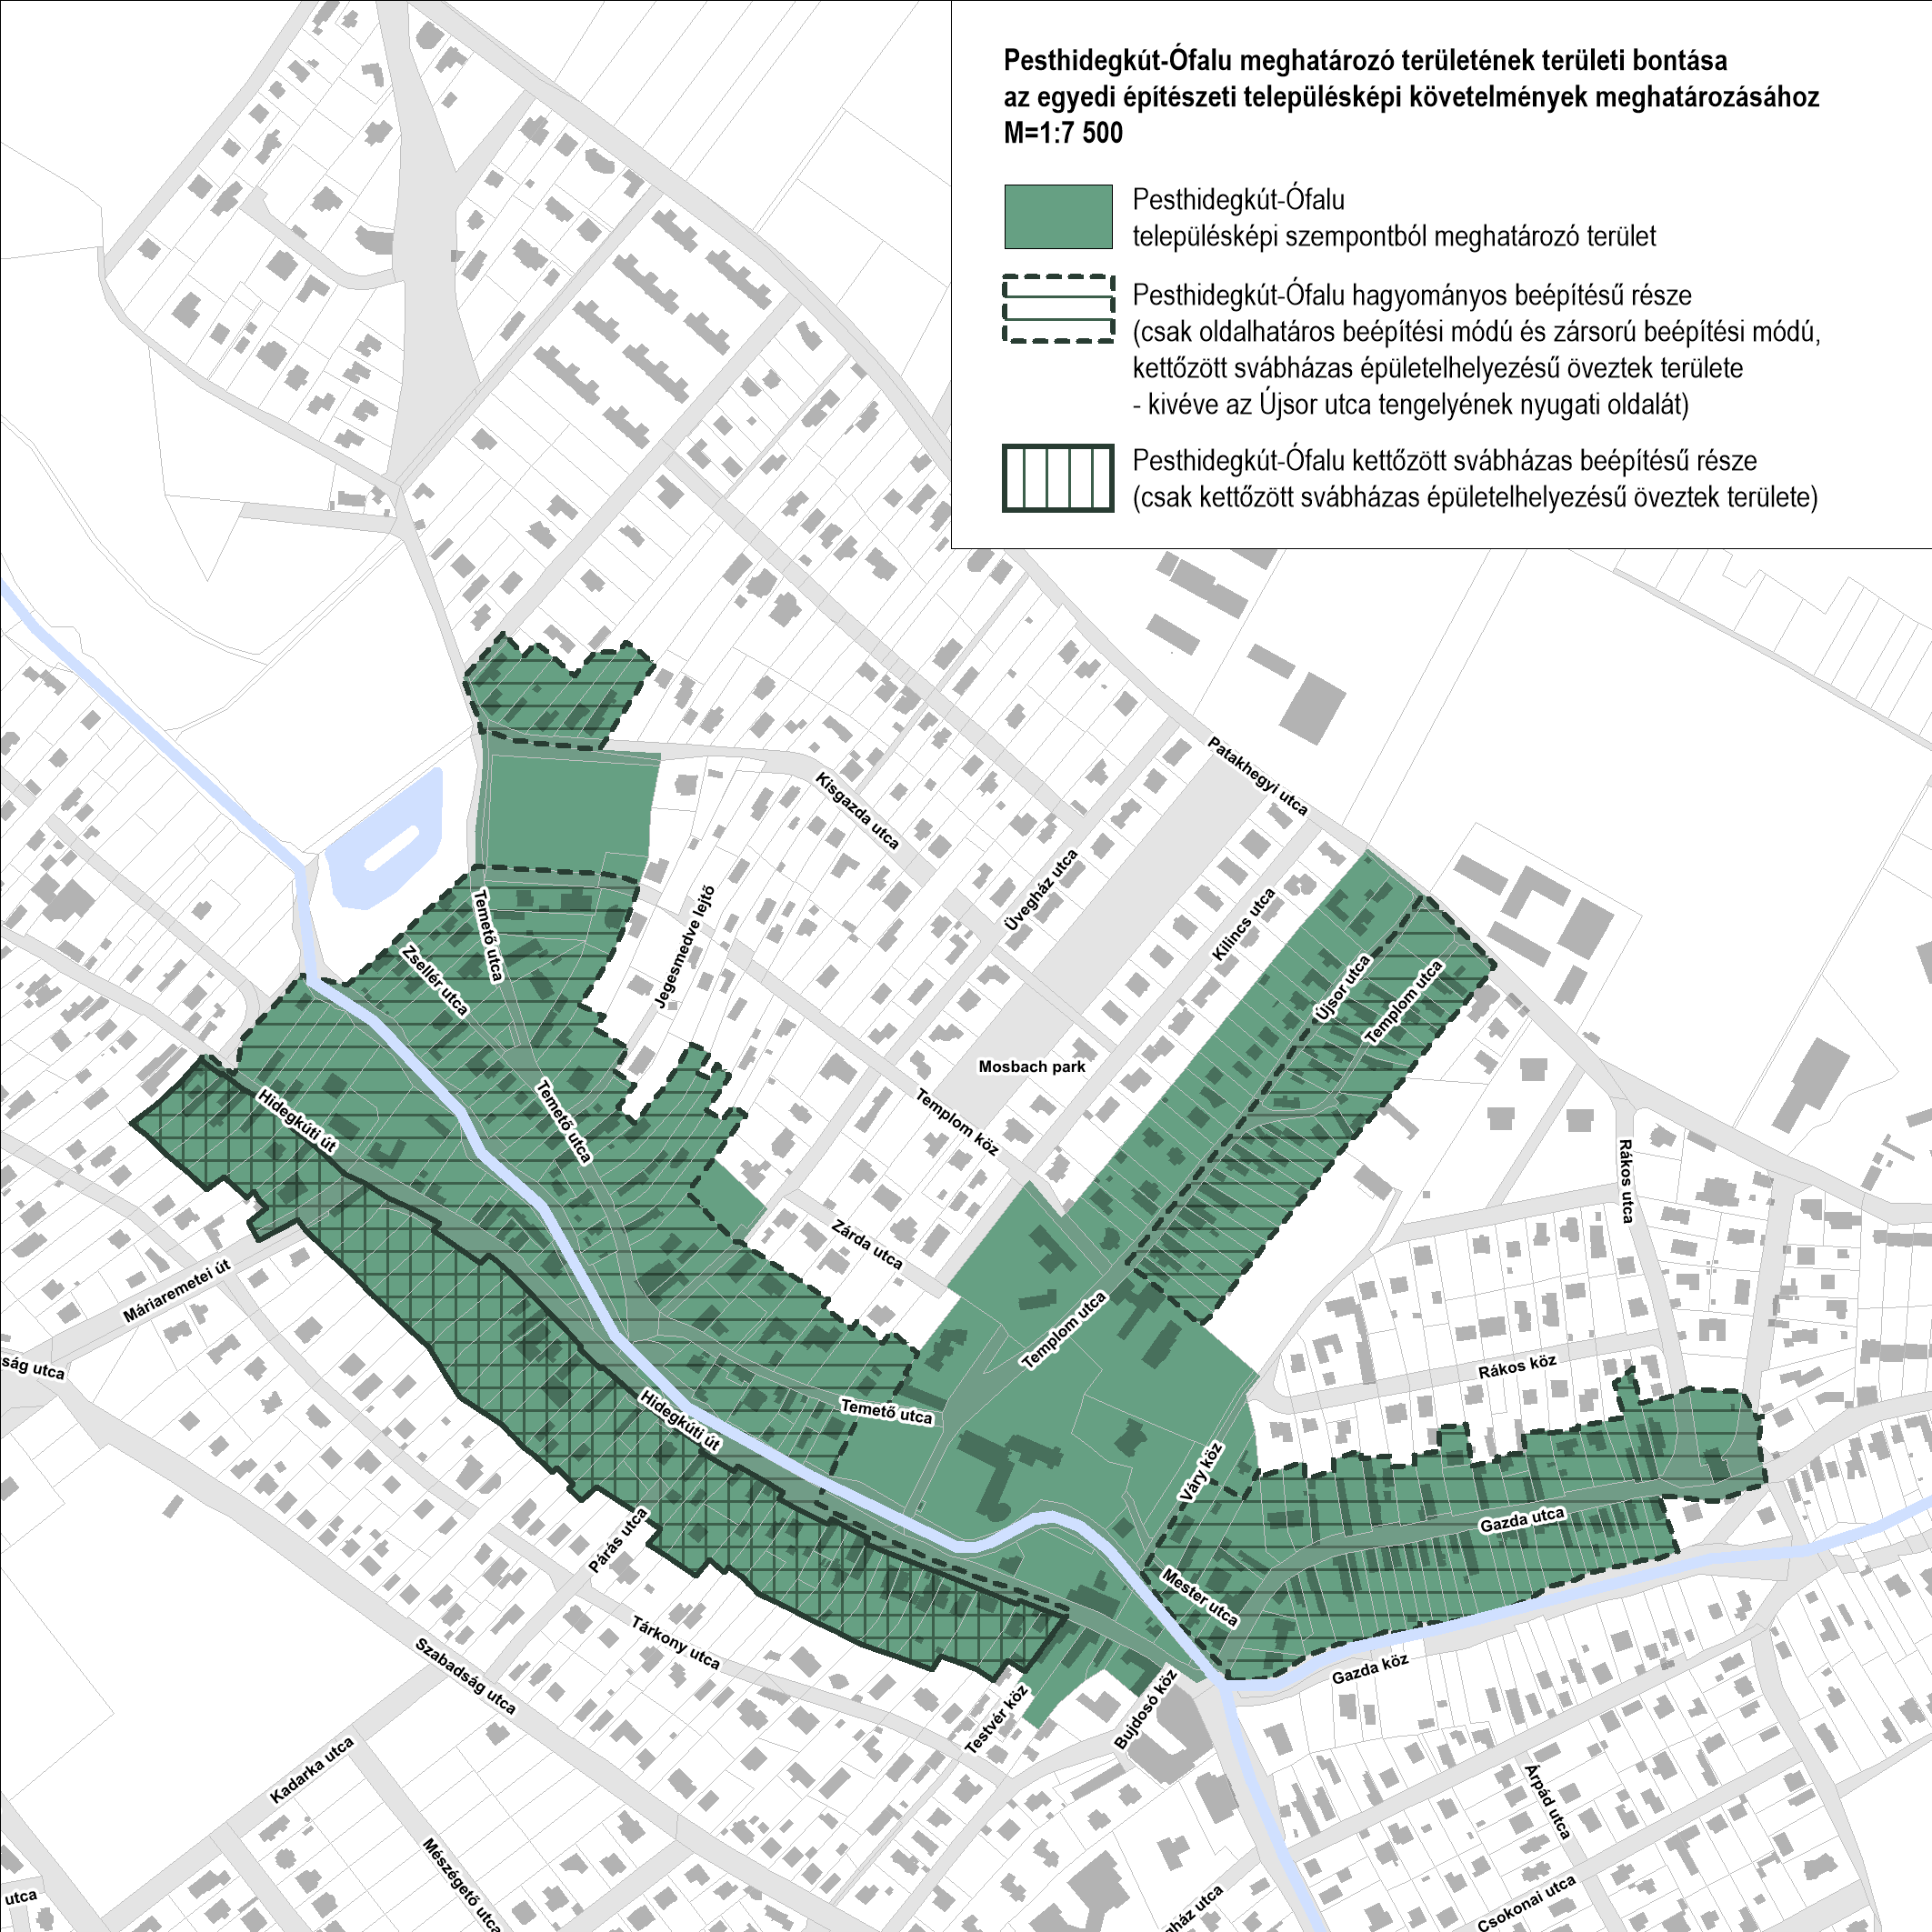 Pesthidegkút-Ófalu meghatározó területének területi bontása
az egyedi építészeti településképi követelmények meghatározásához
M=1:7 500
Pesthidegkút-Ófalu
településképi szempontból meghatározó terület
Pesthidegkút-Ófalu hagyományos beépítésű része
(csak oldalhatáros beépítési módú és zársorú beépítési módú,
kettőzött svábházas épületelhelyezésű öveztek területe
- kivéve az Újsor utca tengelyének nyugati oldalát)
Pesthidegkút-Ófalu kettőzött svábházas beépítésű része
(csak kettőzött svábházas épületelhelyezésű öveztek területe)
Patakhegyi utca
Kisgazda utca
Üvegház utca
Kilincs utca
Jegesmedve lejtő
Temető utca
Zsellér utca
Újsor utca
Templom utca
Mosbach park
Hidegkúti út
Temető utca
Templom köz
Rákos utca
Zárda utca
Máriaremetei út
Templom utca
ság utca
Rákos köz
Temető utca
Hidegkúti út
Váry köz
Gazda utca
Párás utca
Mester utca
Tárkony utca
Szabadság utca
Gazda köz
Testvér köz
Bujdosó köz
Kadarka utca
Árpád utca
Mészégető utca
utca
Csokonai utca
ház utca